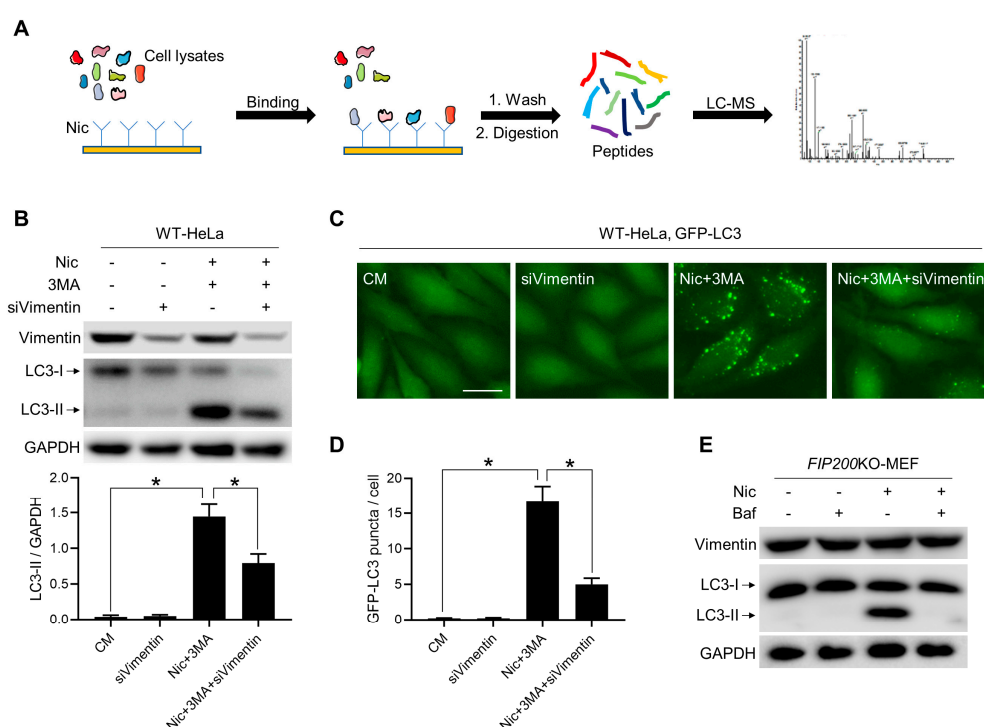 A
Cell lysates
Nic
Binding
1. Wash
2. Digestion
Peptides
LC-MS
B
WT-HeLa
Nic - - + +
3MA - - + +
siVimentin - + - +
Vimentin
LC3-I
LC3-II
GAPDH
LC3-II / GAPDH
2.0
1.5
1.0
0.5
0.0
* *
CM
siVimentin
Nic+3MA
Nic+3MA+siVimentin
C
WT-HeLa, GFP-LC3
CM
siVimentin
Nic+3MA
Nic+3MA+siVimentin
D
GFP-LC3 puncta / cell
20
15
10
5
0
* *
CM
siVimentin
Nic+3MA
Nic+3MA+siVimentin
E
FIP200KO-MEF
Nic - - + +
Baf - + - +
Vimentin
LC3-I
LC3-II
GAPDH